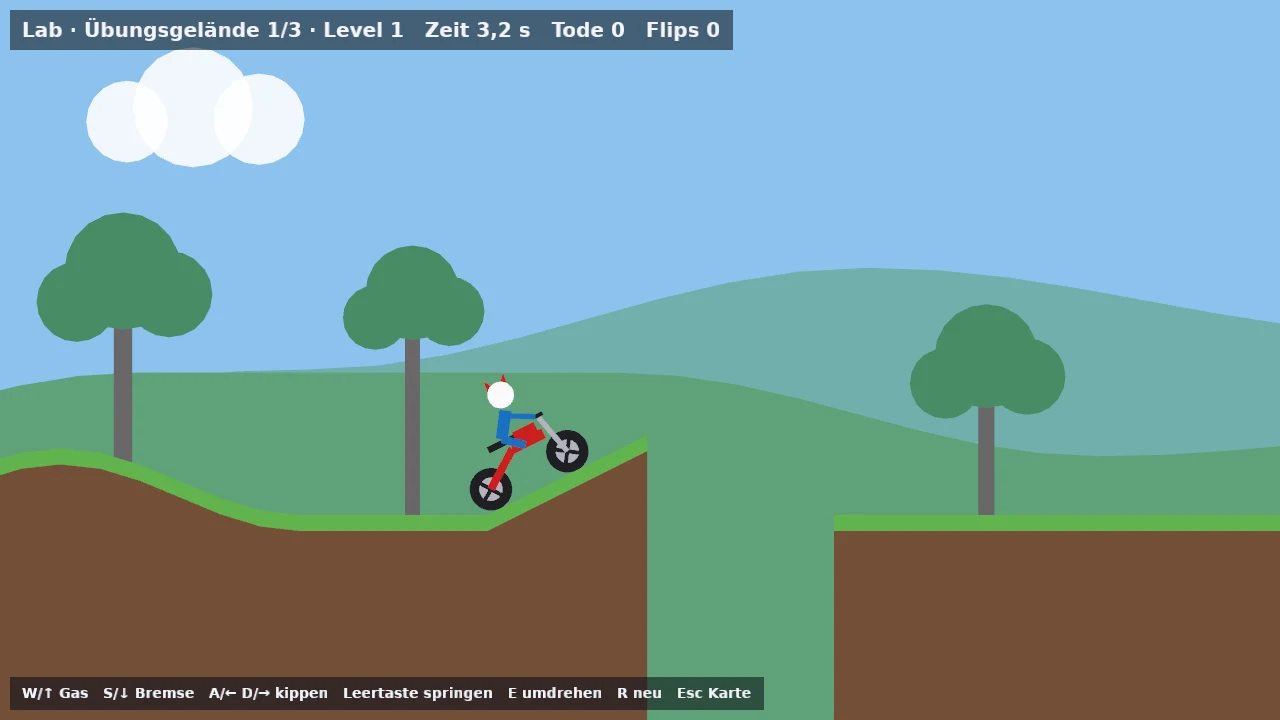 Lab · Übungsgelände 1/3 · Level 1 Zeit 3,2 s Tode 0 Flips 0
W/↑ Gas S/↓ Bremse A/← D/→ kippen Leertaste springen E umdrehen R neu Esc Karte